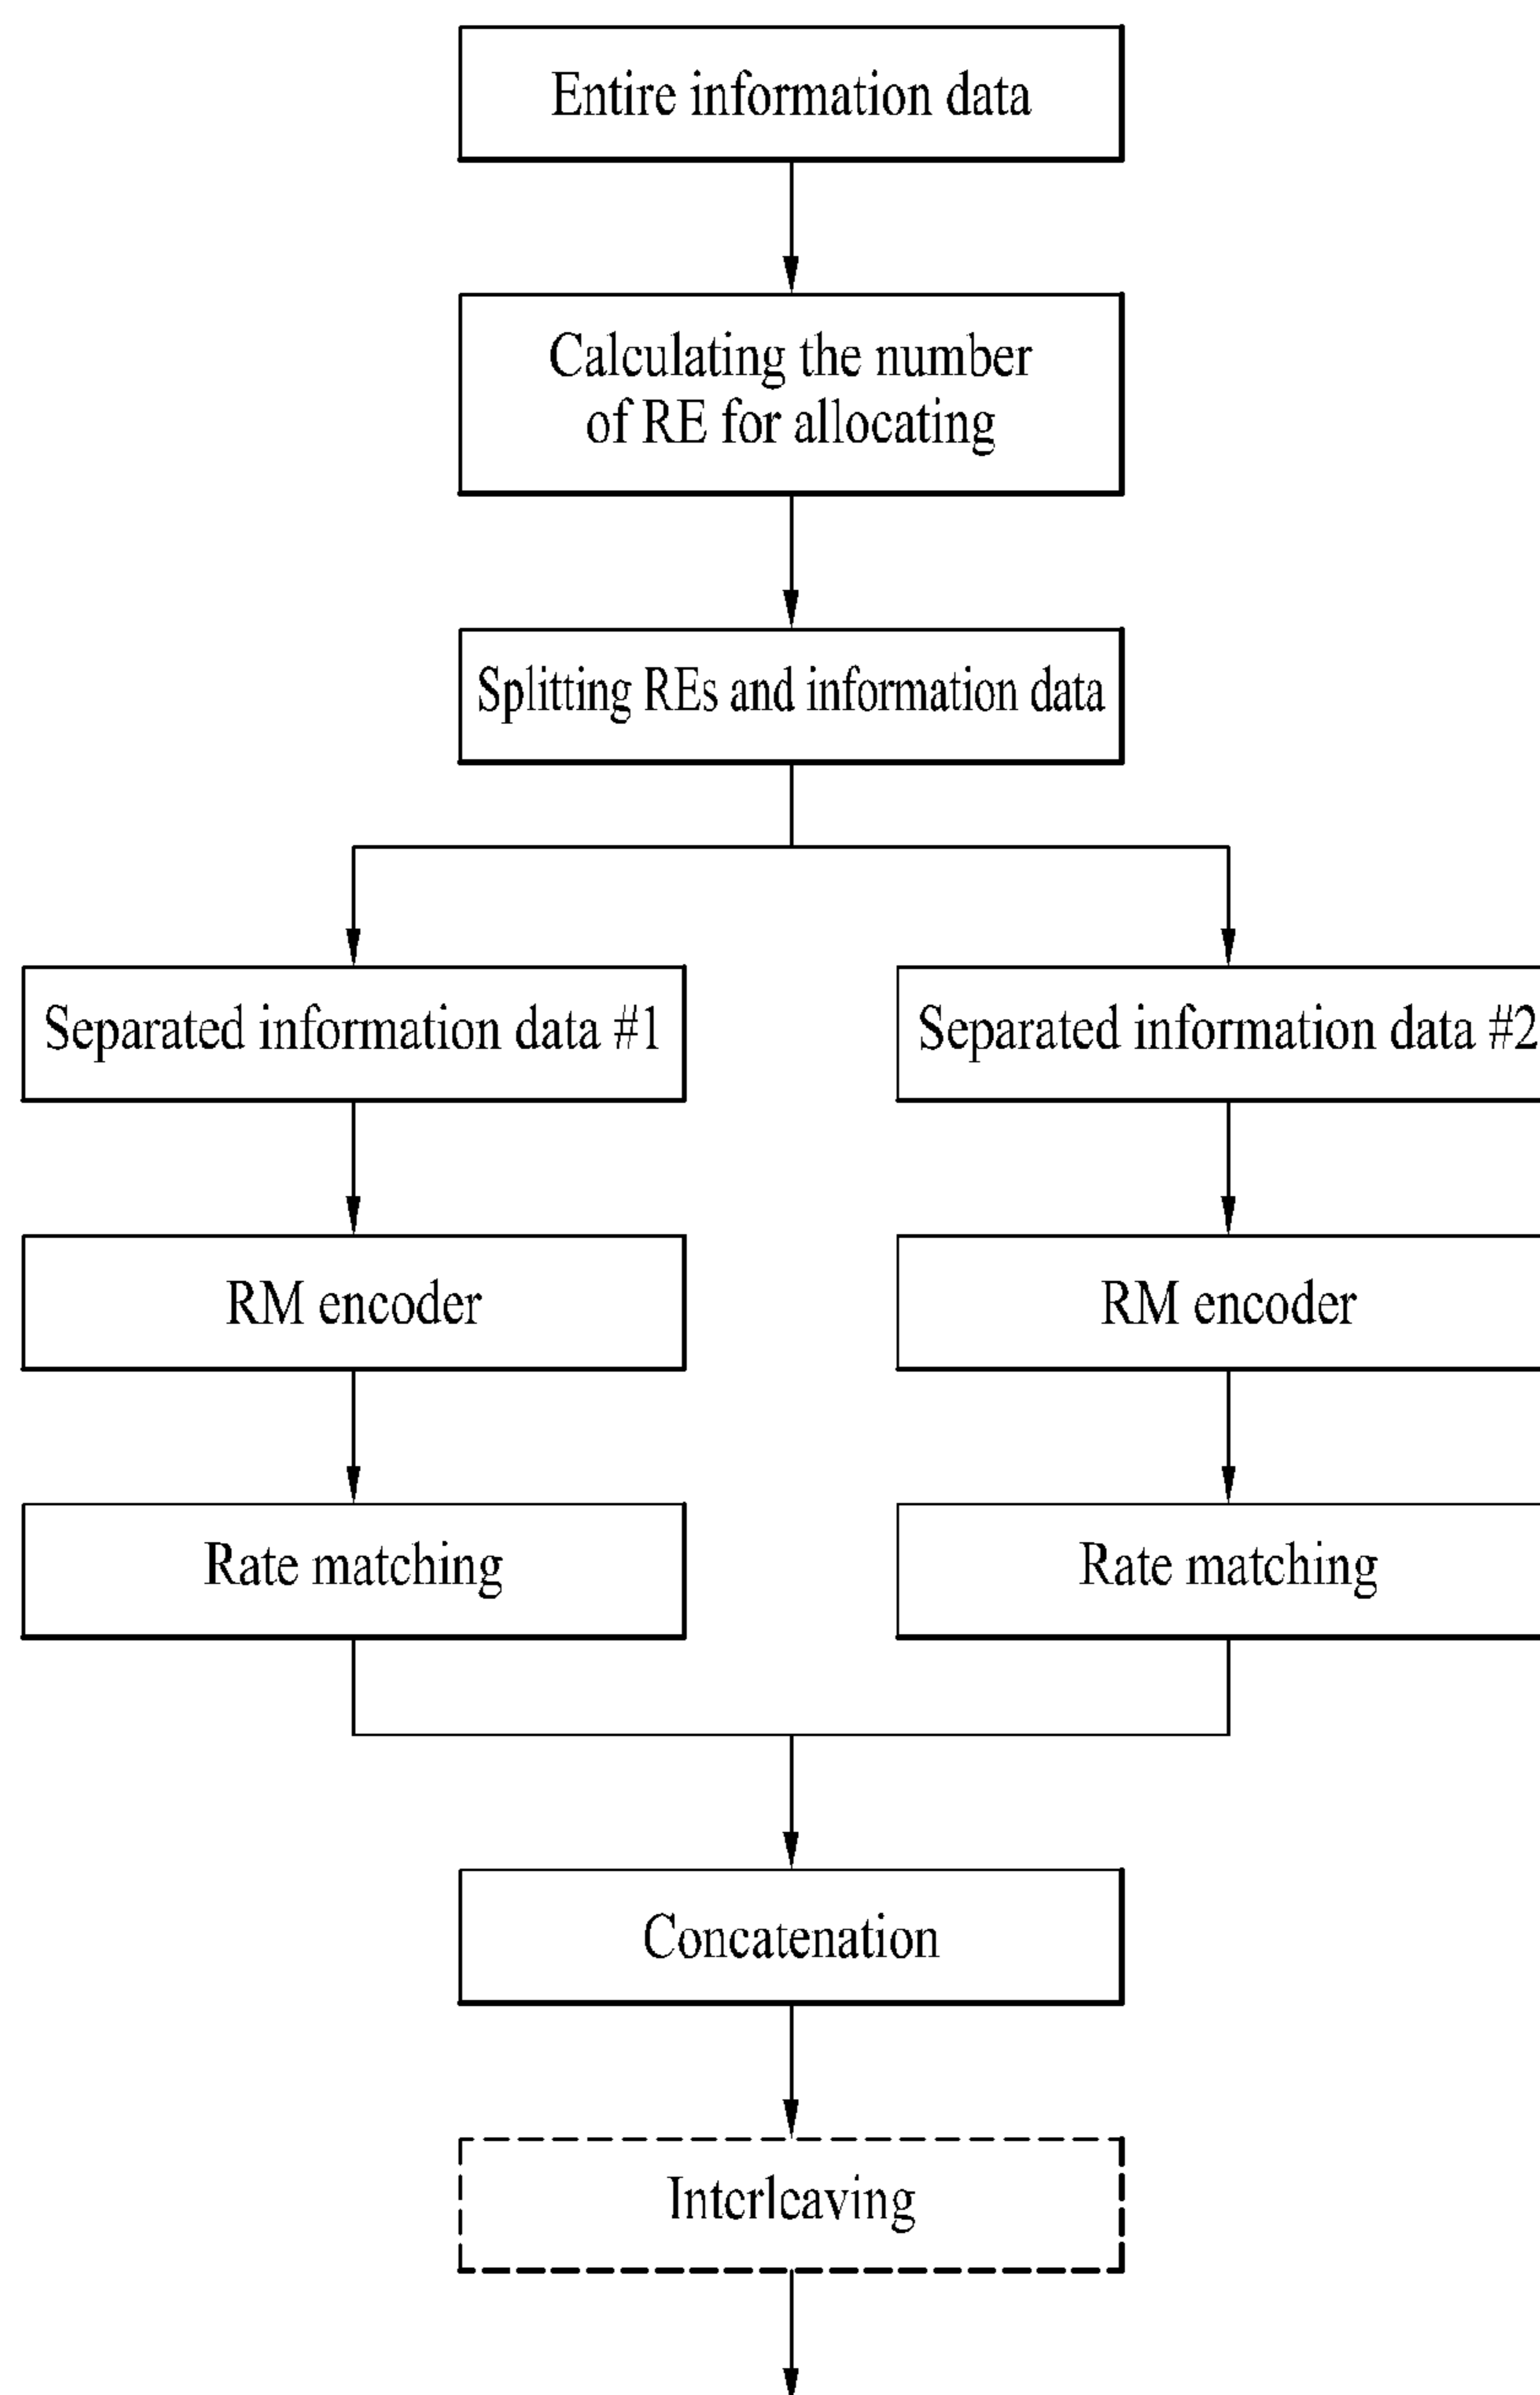 Entire information data
Calculating the number
of RE for allocating
Splitting REs and information data
Separated information data #1
Separated information data #2
RM encoder
RM encoder
Rate matching
Rate matching
Concatenation
Interleaving